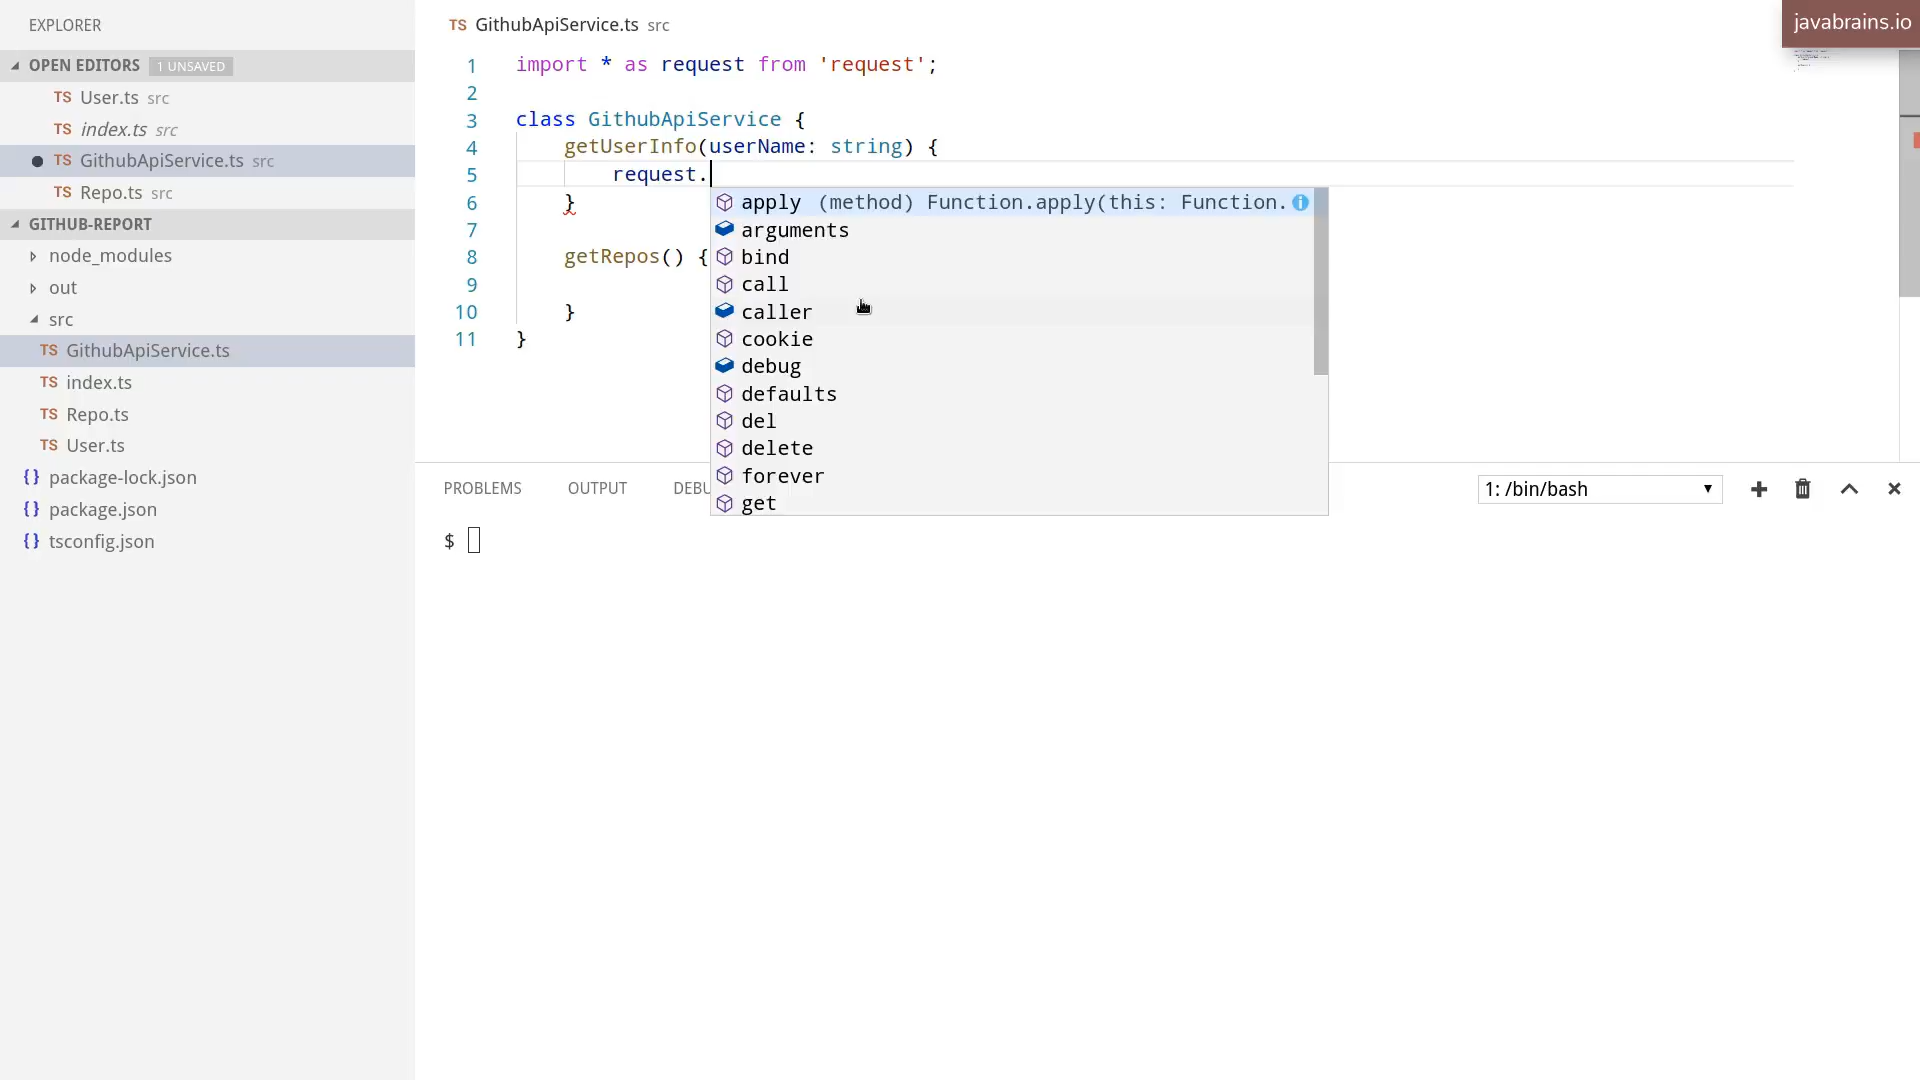 EXPLORER
OPEN EDITORS 1 UNSAVED
TS User.ts src
TS index.ts src
TS GithubApiService.ts src
TS Repo.ts src
GITHUB-REPORT
node_modules
out
src
TS GithubApiService.ts
TS index.ts
TS Repo.ts
TS User.ts
{} package-lock.json
{} package.json
{} tsconfig.json
TS GithubApiService.ts src
javabrains.io
1 import * as request from 'request';
2
3 class GithubApiService {
4 getUserInfo(userName: string) {
5 request.
6 }
7
8 getRepos() {
9
10 }
11 }
apply (method) Function.apply(this: Function.
arguments
bind
call
caller
cookie
debug
defaults
del
delete
forever
get
PROBLEMS OUTPUT DEBU
1: /bin/bash
$